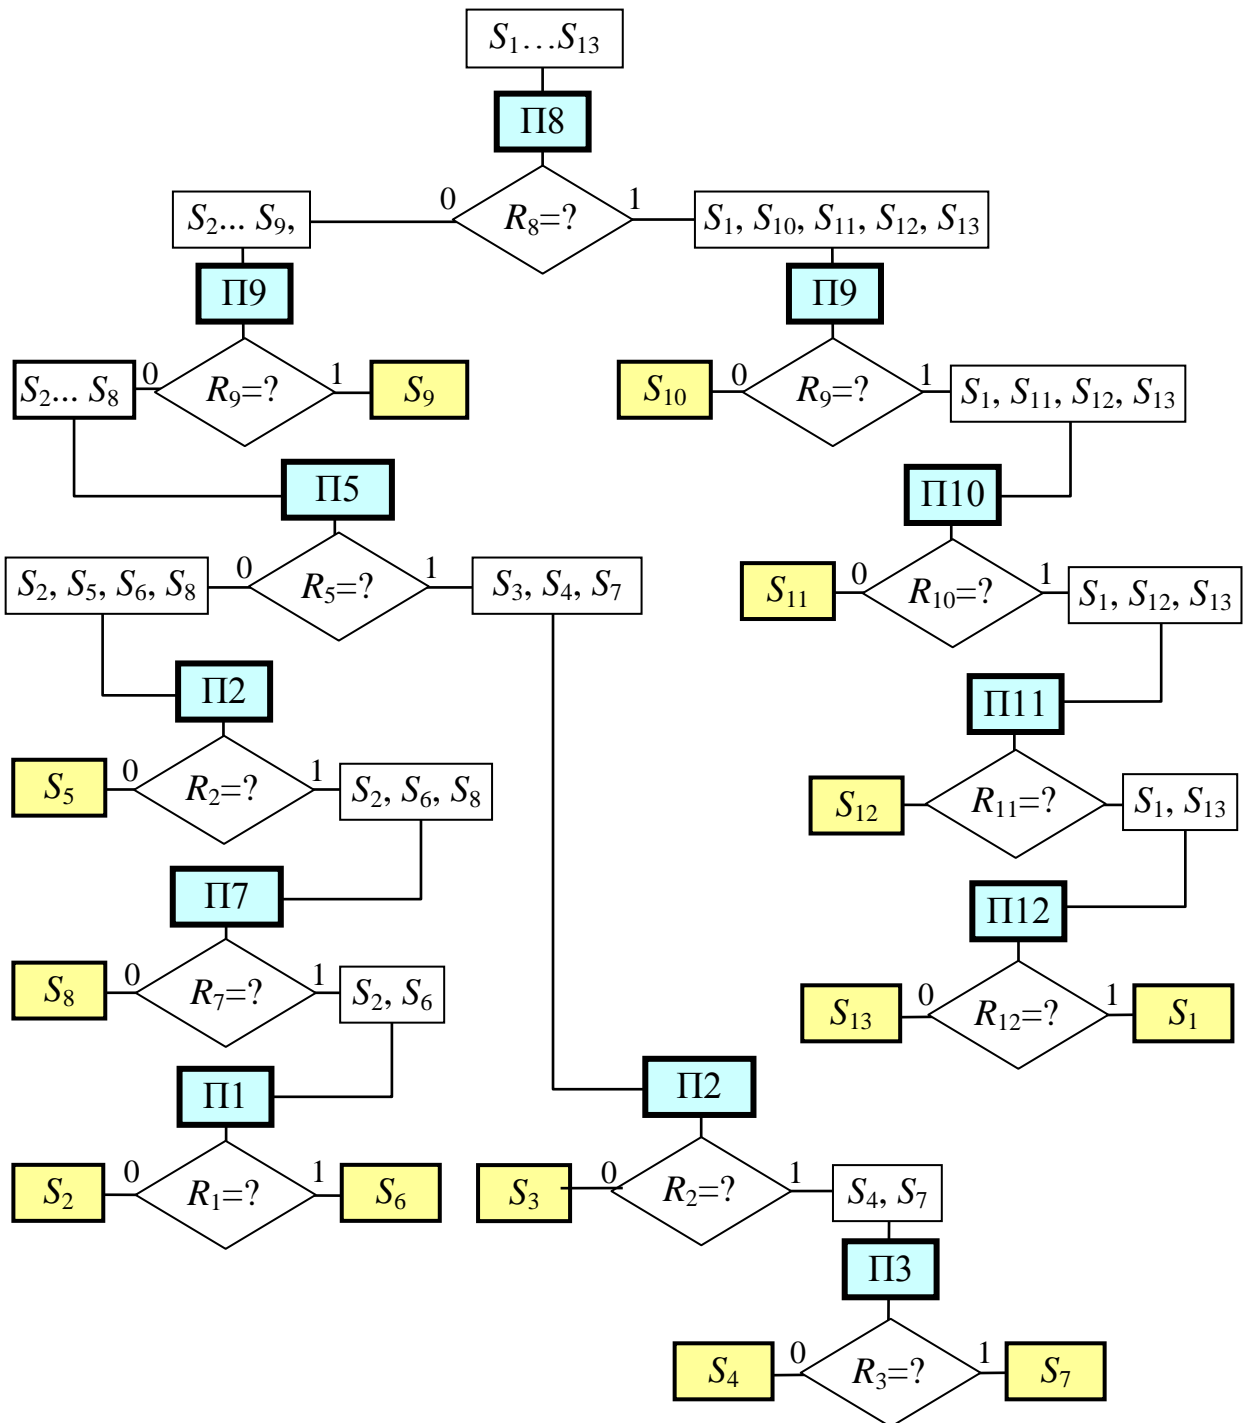 S₁…S₁₃
П8
0
1
S₂... S₉,
R₈=?
S₁, S₁₀, S₁₁, S₁₂, S₁₃
П9
П9
S₂... S₈
0
R₉=?
1
S₉
S₁₀
0
R₉=?
1
S₁, S₁₁, S₁₂, S₁₃
П5
П10
S₂, S₅, S₆, S₈
0
R₅=?
1
S₃, S₄, S₇
S₁₁
0
R₁₀=?
1
S₁, S₁₂, S₁₃
П2
П11
S₅
0
R₂=?
1
S₂, S₆, S₈
S₁₂
R₁₁=?
S₁, S₁₃
П7
П12
S₈
0
R₇=?
1
S₂, S₆
S₁₃
0
R₁₂=?
1
S₁
П1
П2
S₂
0
R₁=?
1
S₆
S₃
0
R₂=?
1
S₄, S₇
П3
S₄
0
R₃=?
1
S₇